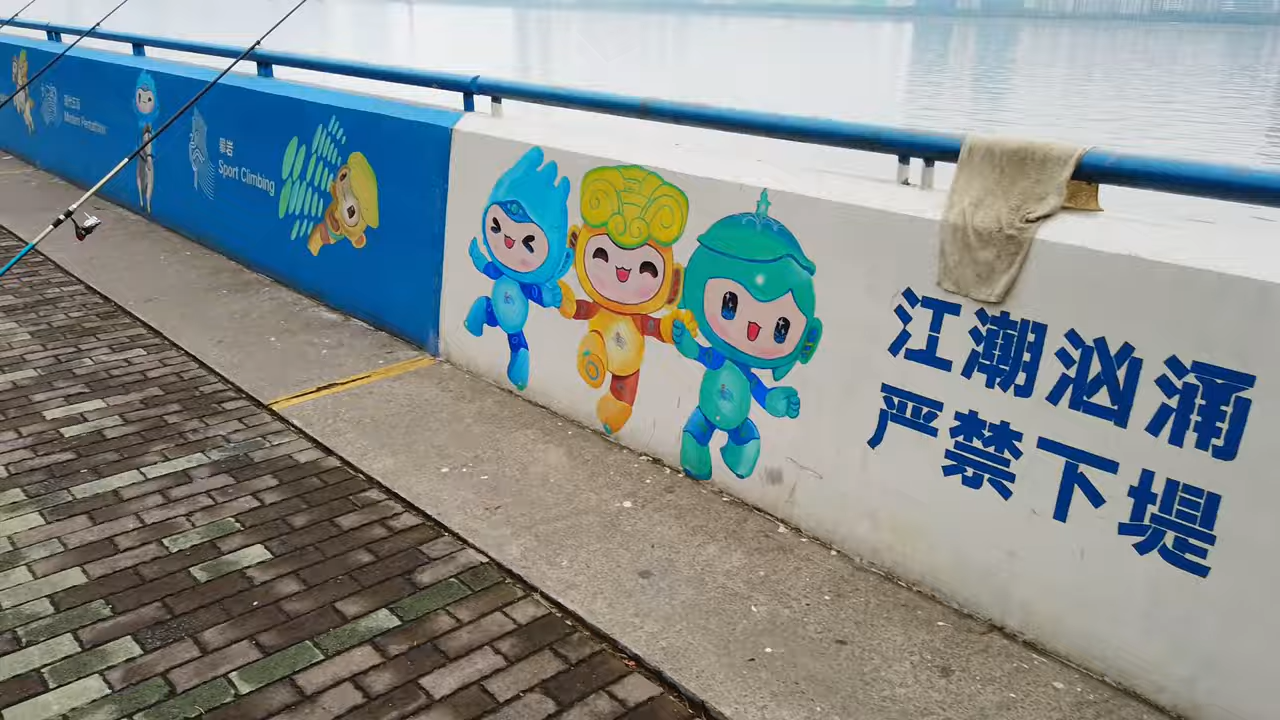 现代五项
Modern Pentathlon
攀岩
Sport Climbing
江潮汹涌
严禁下堤